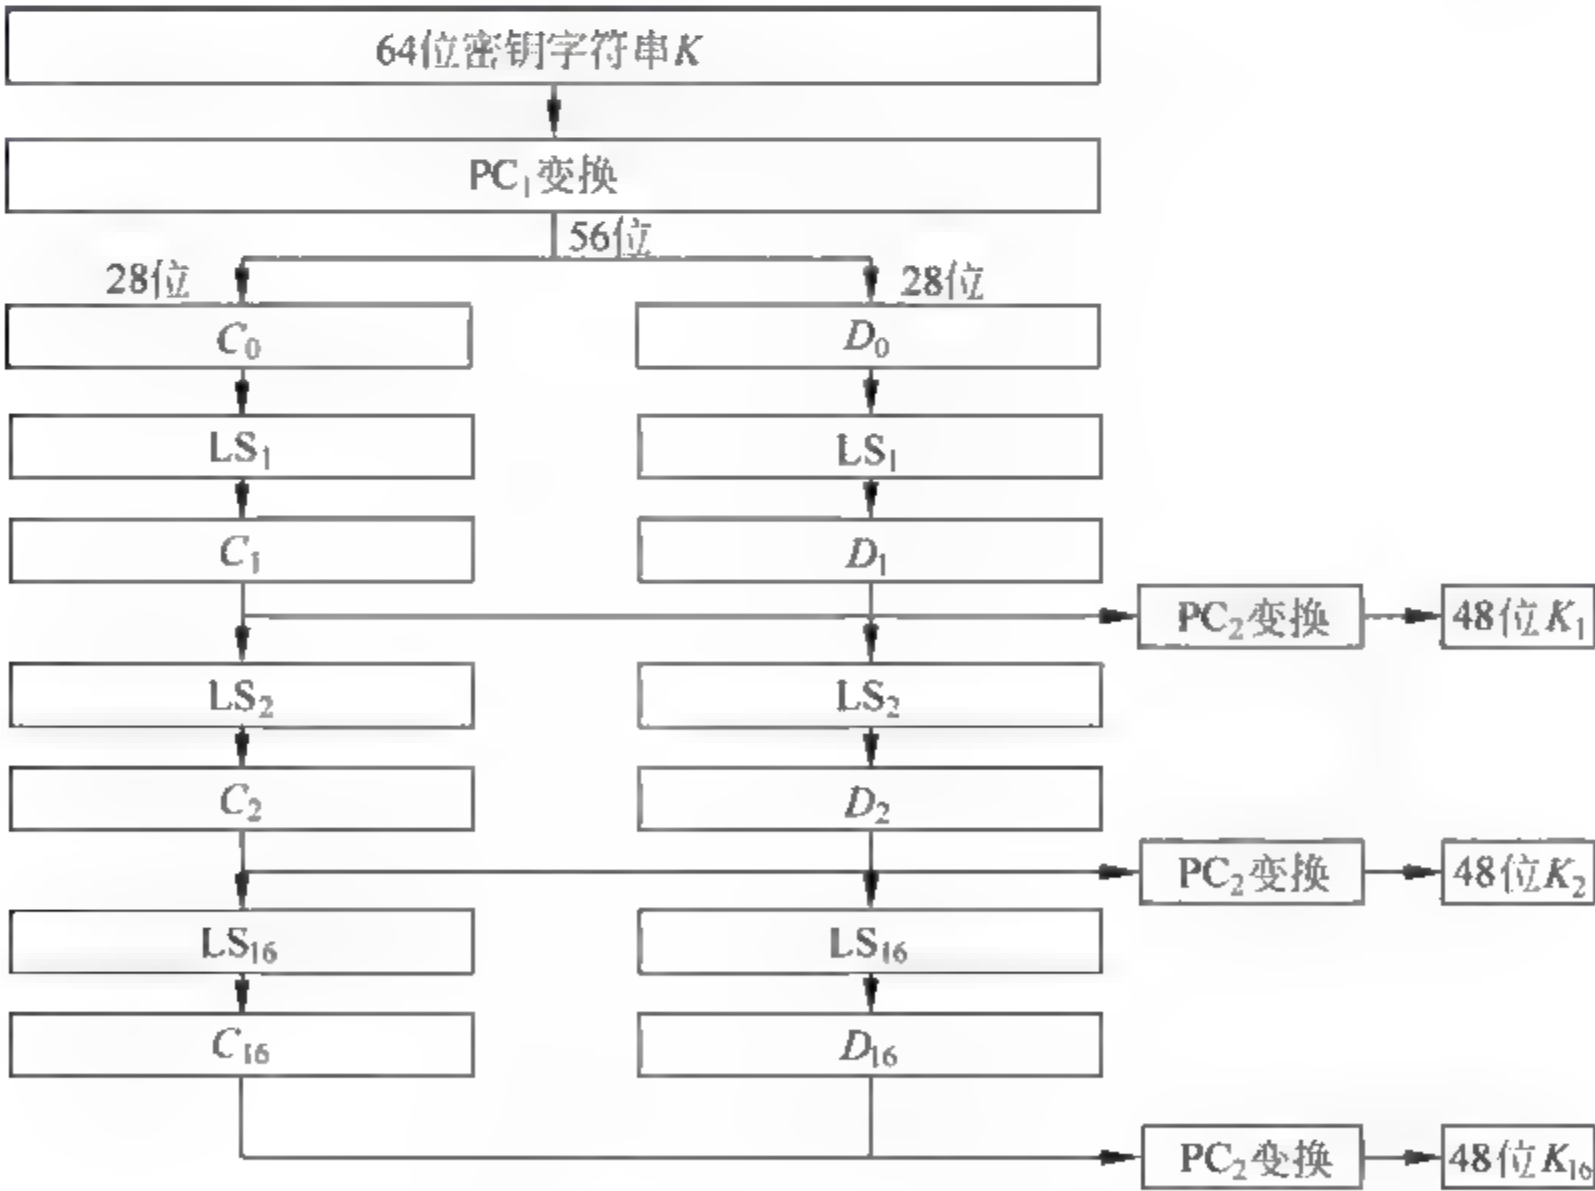 64位密钥字符串K
PC₁变换
56位
28位 28位
C₀ D₀
LS₁ LS₁
C₁ D₁
PC₂变换 48位K₁
LS₂ LS₂
C₂ D₂
PC₂变换 48位K₂
LS₁₆ LS₁₆
C₁₆ D₁₆
PC₂变换 48位K₁₆